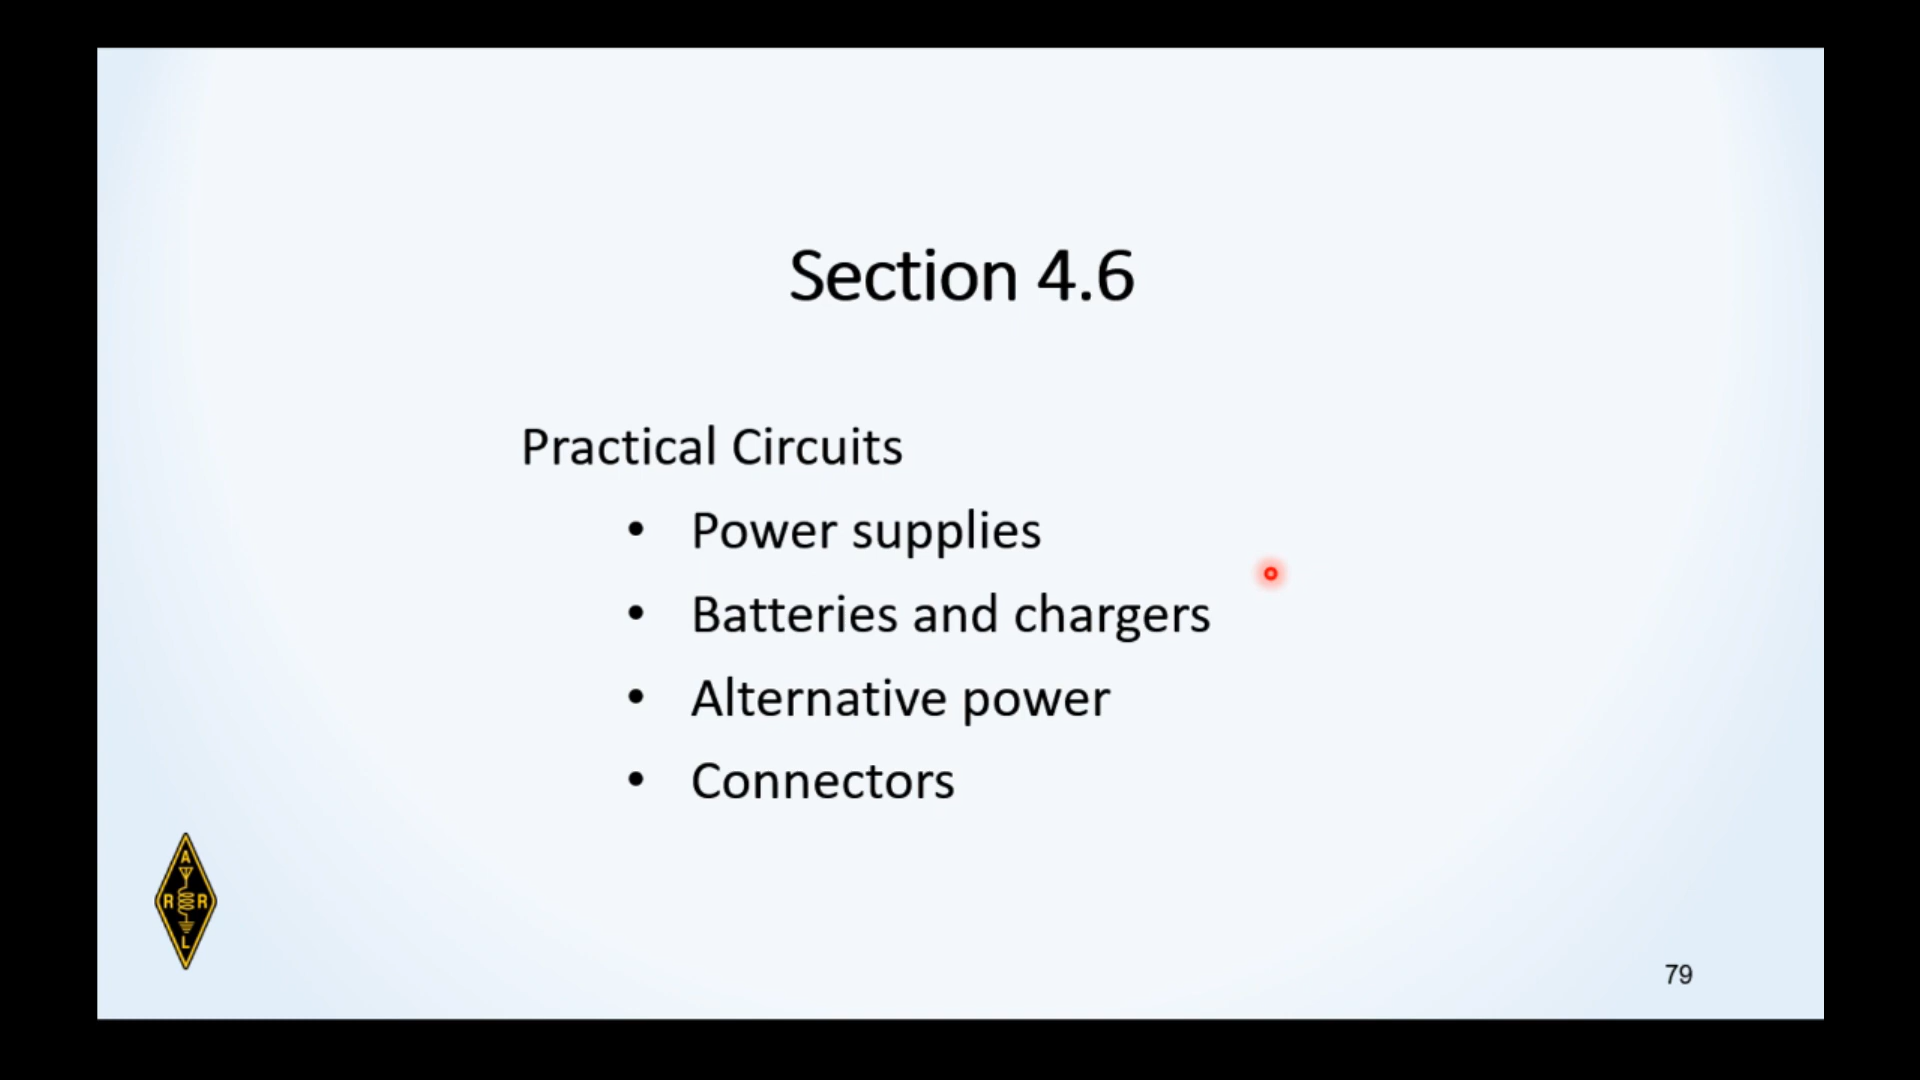 Section 4.6
Practical Circuits
• Power supplies
• Batteries and chargers
• Alternative power
• Connectors
A
R R
L
79